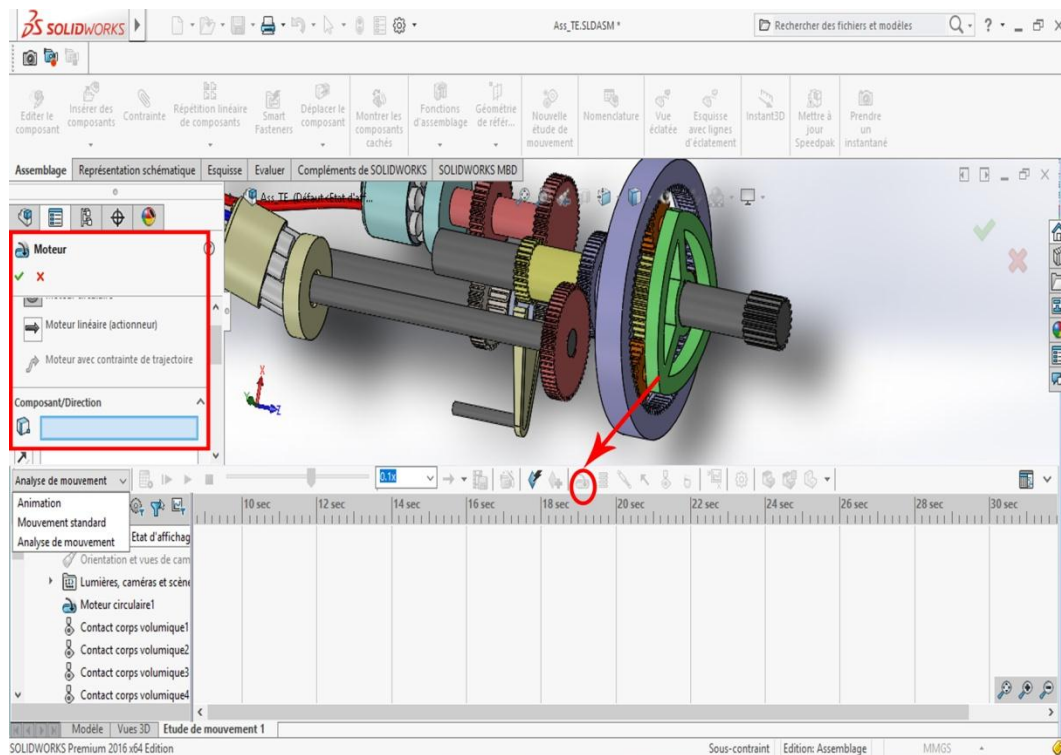 SOLIDWORKS
Ass_TE.SLDASM *
Rechercher des fichiers et modèles
Editer le composant
Insérer des composants
Contrainte
Répétition linéaire de composants
Smart Fasteners
Déplacer le composant
Montrer les composants cachés
Fonctions d'assemblage
Géométrie de référ...
Nouvelle étude de mouvement
Nomenclature
Vue éclatée
Esquisse avec lignes d'éclatement
Instant3D
Mettre à jour Speedpak
Prendre un instantané
Assemblage
Représentation schématique
Esquisse
Evaluer
Compléments de SOLIDWORKS
SOLIDWORKS MBD
Ass_TE (Défaut<Etat d'aff...
Moteur
Moteur circulaire
Moteur linéaire (actionneur)
Moteur avec contrainte de trajectoire
Composant/Direction
X
Z
Analyse de mouvement
0.1x
Animation
Mouvement standard
Analyse de mouvement
10 sec
12 sec
14 sec
16 sec
18 sec
20 sec
22 sec
24 sec
26 sec
28 sec
30 sec
Etat d'affichag
Orientation et vues de cam
Lumières, caméras et scène
Moteur circulaire1
Contact corps volumique1
Contact corps volumique2
Contact corps volumique3
Contact corps volumique4
Modèle
Vues 3D
Etude de mouvement 1
SOLIDWORKS Premium 2016 x64 Edition
Sous-contraint
Edition: Assemblage
MMGS